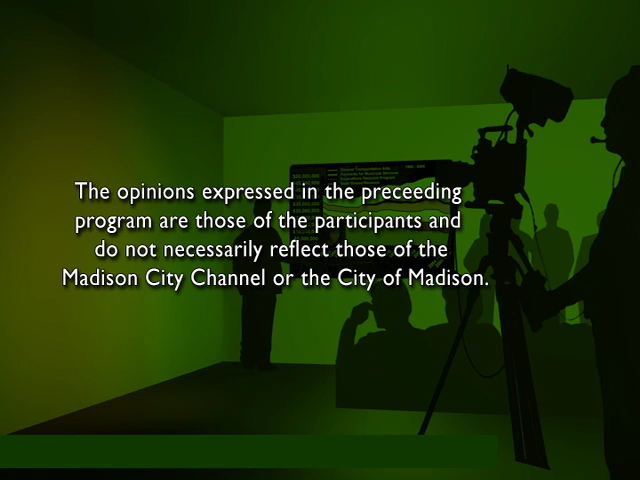 The opinions expressed in the preceeding
program are those of the participants and
do not necessarily reflect those of the
Madison City Channel or the City of Madison.